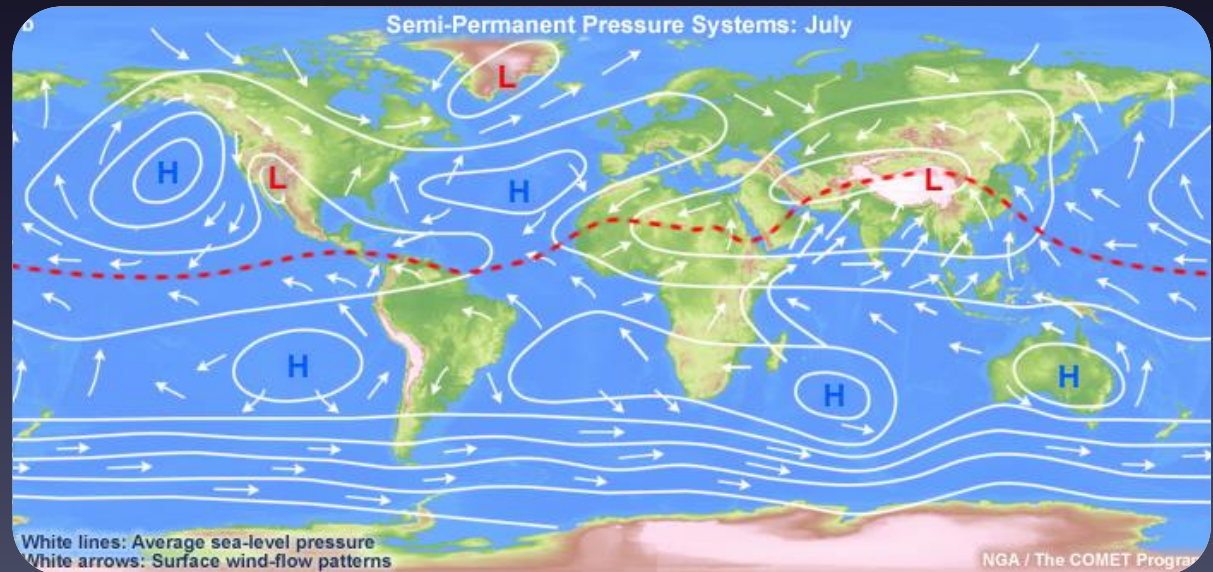 Semi-Permanent Pressure Systems: July
L
H
L
H
L
H
H
H
White lines: Average sea-level pressure
White arrows: Surface wind-flow patterns
NGA / The COMET Program